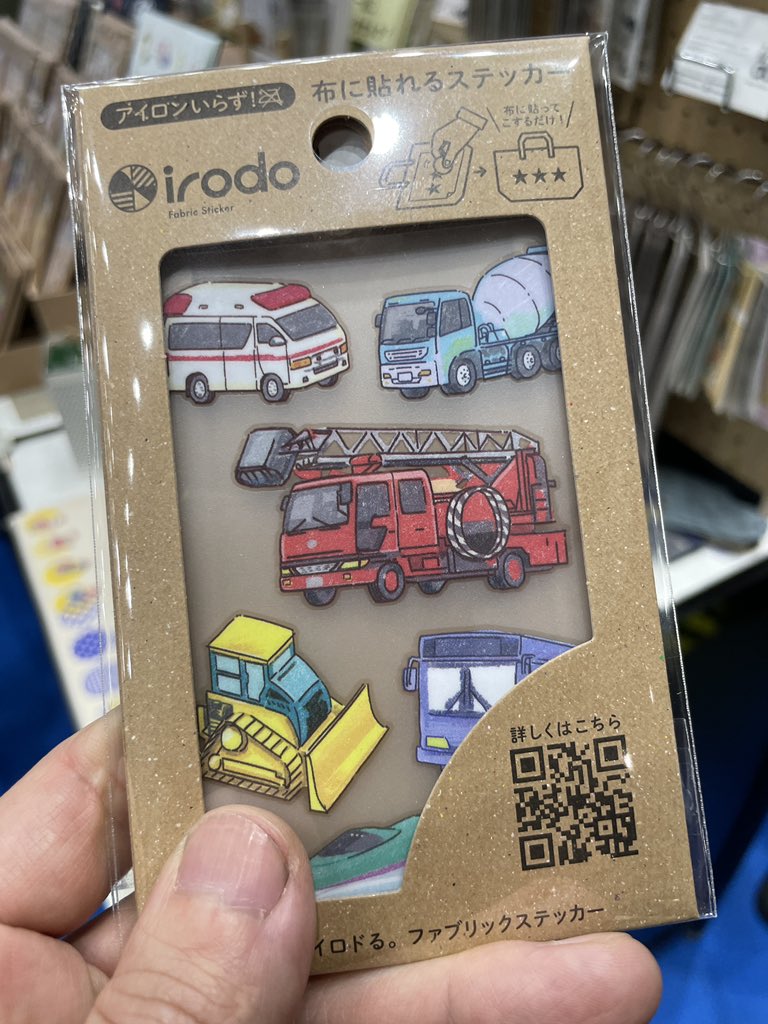 アイロンいらず!
布に貼れるステッカー
布に貼って
こするだけ!
irodo
Fabric Sticker
詳しくはこちら
イロドる。ファブリックステッカー